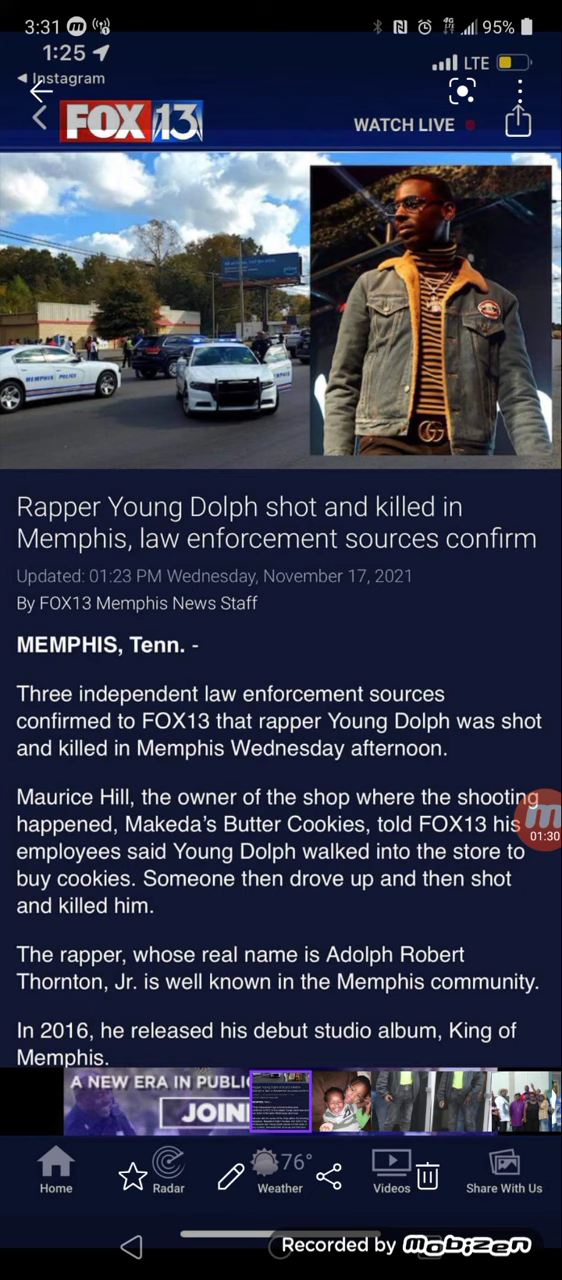 3:31
95%
1:25
LTE
Instagram
FOX 13
WATCH LIVE
MEMPHIS POLICE
Rapper Young Dolph shot and killed in
Memphis, law enforcement sources confirm
Updated: 01:23 PM Wednesday, November 17, 2021
By FOX13 Memphis News Staff
MEMPHIS, Tenn. -
Three independent law enforcement sources
confirmed to FOX13 that rapper Young Dolph was shot
and killed in Memphis Wednesday afternoon.
Maurice Hill, the owner of the shop where the shooting
happened, Makeda's Butter Cookies, told FOX13 his
employees said Young Dolph walked into the store to
buy cookies. Someone then drove up and then shot
and killed him.
m
01:30
The rapper, whose real name is Adolph Robert
Thornton, Jr. is well known in the Memphis community.
In 2016, he released his debut studio album, King of
Memphis.
A NEW ERA IN PUBLI
JOIN
76°
Home
Radar
Weather
Videos
Share With Us
Recorded by mobizen